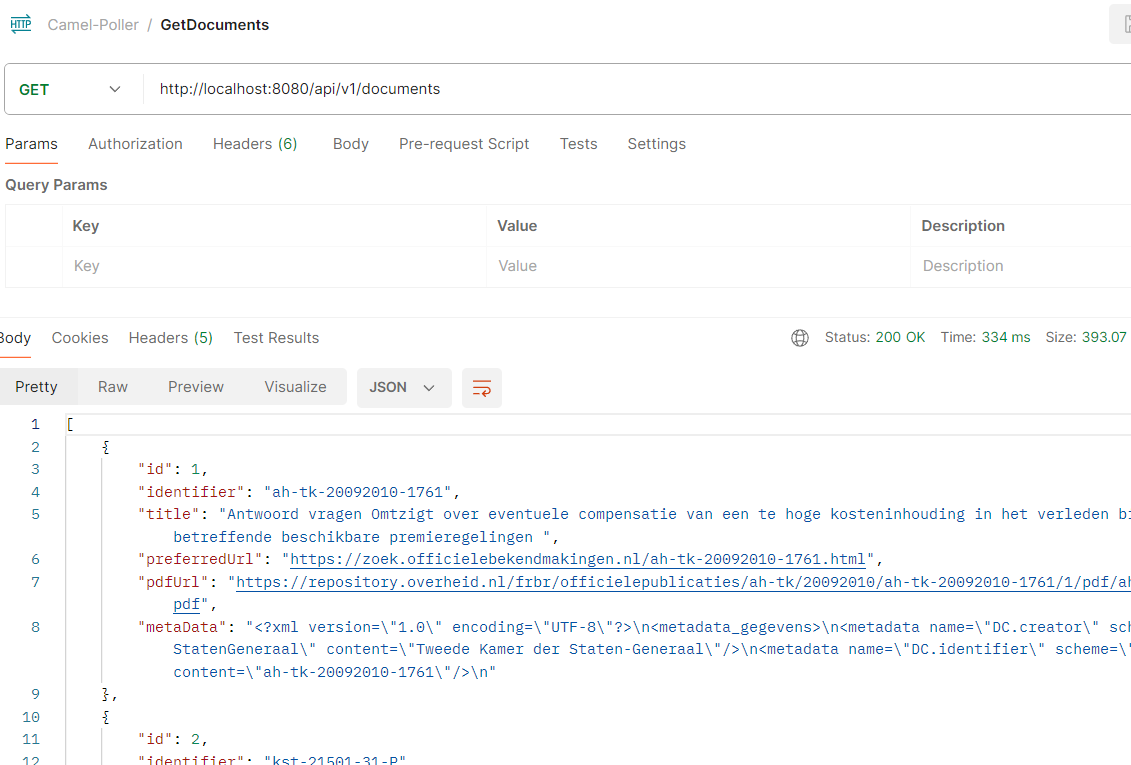 HTTP Camel-Poller / GetDocuments
GET http://localhost:8080/api/v1/documents
Params Authorization Headers (6) Body Pre-request Script Tests Settings
Query Params
Key Value Description
Key Value Description
Body Cookies Headers (5) Test Results Status: 200 OK Time: 334 ms Size: 393.07
Pretty Raw Preview Visualize JSON
1 [
2 {
3 "id": 1,
4 "identifier": "ah-tk-20092010-1761",
5 "title": "Antwoord vragen Omtzigt over eventuele compensatie van een te hoge kosteninhouding in het verleden
betreffende beschikbare premieregelingen ",
6 "preferredUrl": "https://zoek.officielebekendmakingen.nl/ah-tk-20092010-1761.html",
7 "pdfUrl": "https://repository.overheid.nl/frbr/officielepublicaties/ah-tk/20092010/ah-tk-20092010-1761/1/pdf/ah
pdf",
8 "metaData": "<?xml version=\"1.0\" encoding=\"UTF-8\"?>\n<metadata_gegevens>\n<metadata name=\"DC.creator\"
StatenGeneraal\" content=\"Tweede Kamer der Staten-Generaal\"/>\n<metadata name=\"DC.identifier\" scheme=\"
content=\"ah-tk-20092010-1761\"/>\n"
9 },
10 {
11 "id": 2,
12 "identifier": "kst-21501-31-P"